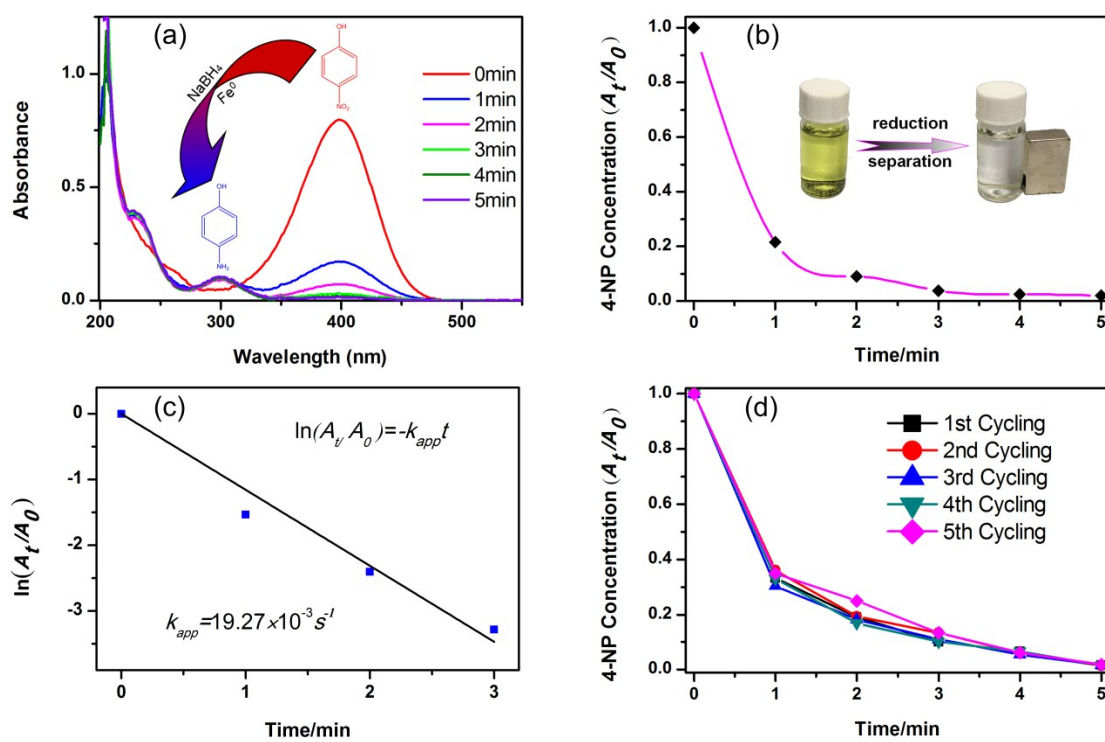 (a)
Absorbance
1.0
0.5
0.0
200
300
400
500
Wavelength (nm)
NaBH4
Fe⁰
OH
NO₂
OH
NH₂
0min
1min
2min
3min
4min
5min
(b)
4-NP Concentration (At/A0)
1.0
0.8
0.6
0.4
0.2
0.0
0
1
2
3
4
5
Time/min
reduction
separation
(c)
ln(At/A0)
0
-1
-2
-3
0
1
2
3
Time/min
ln(At/ A0)=-kappt
kapp=19.27×10⁻³s⁻¹
(d)
4-NP Concentration (At/A0)
1.0
0.8
0.6
0.4
0.2
0.0
0
1
2
3
4
5
Time/min
1st Cycling
2nd Cycling
3rd Cycling
4th Cycling
5th Cycling